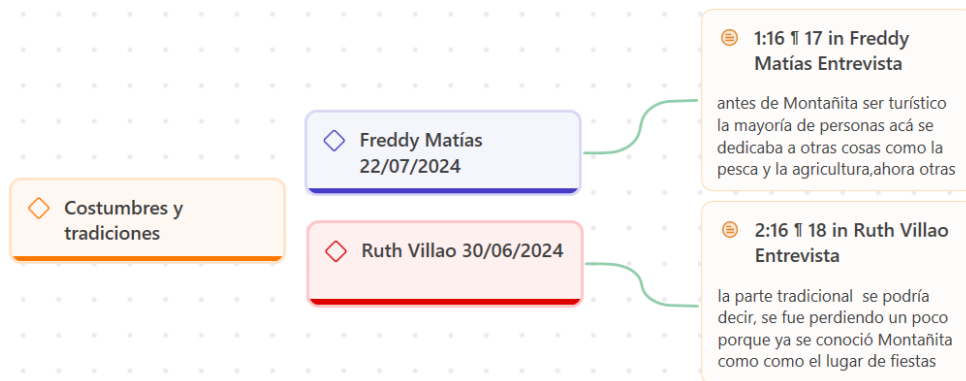 Costumbres y
tradiciones
Freddy Matías
22/07/2024
Ruth Villao 30/06/2024
1:16 ¶ 17 in Freddy
Matías Entrevista
antes de Montañita ser turístico
la mayoría de personas acá se
dedicaba a otras cosas como la
pesca y la agricultura,ahora otras
2:16 ¶ 18 in Ruth Villao
Entrevista
la parte tradicional  se podría
decir, se fue perdiendo un poco
porque ya se conoció Montañita
como como el lugar de fiestas